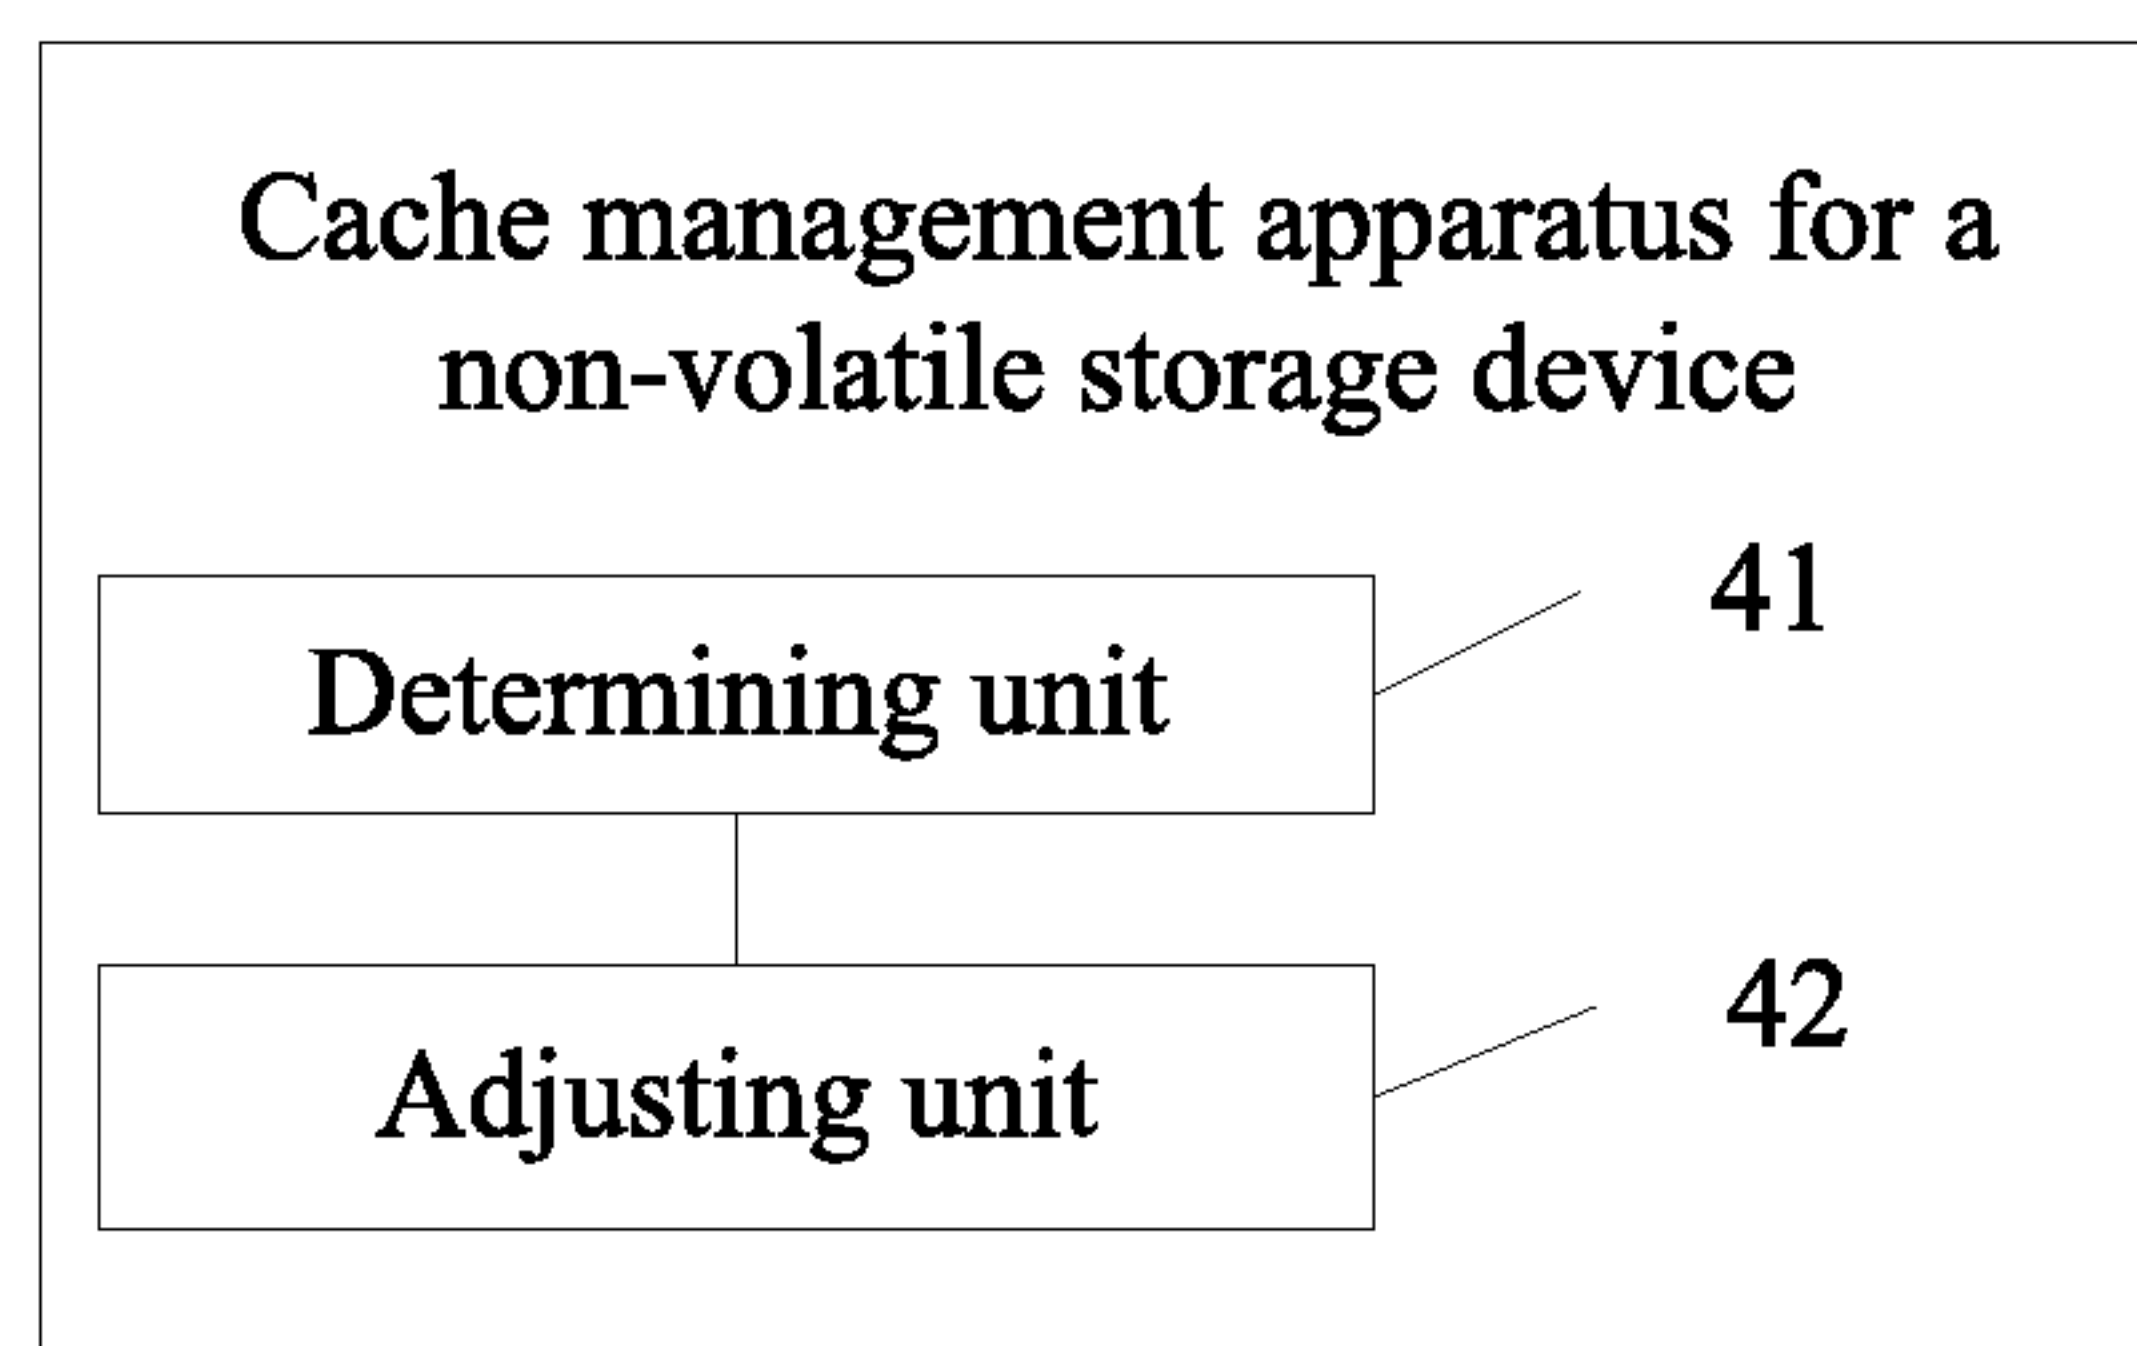 Cache management apparatus for a
non-volatile storage device
41
Determining unit
42
Adjusting unit